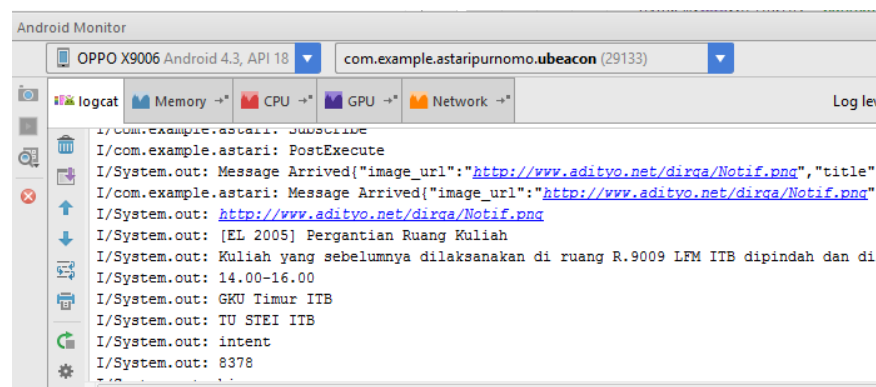 Android Monitor
OPPO X9006 Android 4.3, API 18 com.example.astaripurnomo.ubeacon (29133)
logcat Memory CPU GPU Network Log lev
I/com.example.astari: Subscribe
I/com.example.astari: PostExecute
I/System.out: Message Arrived{"image_url":"http://www.adityo.net/dirga/Notif.png","title"
I/com.example.astari: Message Arrived{"image_url":"http://www.adityo.net/dirga/Notif.png"
I/System.out: http://www.adityo.net/dirga/Notif.png
I/System.out: [EL 2005] Pergantian Ruang Kuliah
I/System.out: Kuliah yang sebelumnya dilaksanakan di ruang R.9009 LFM ITB dipindah dan di
I/System.out: 14.00-16.00
I/System.out: GKU Timur ITB
I/System.out: TU STEI ITB
I/System.out: intent
I/System.out: 8378